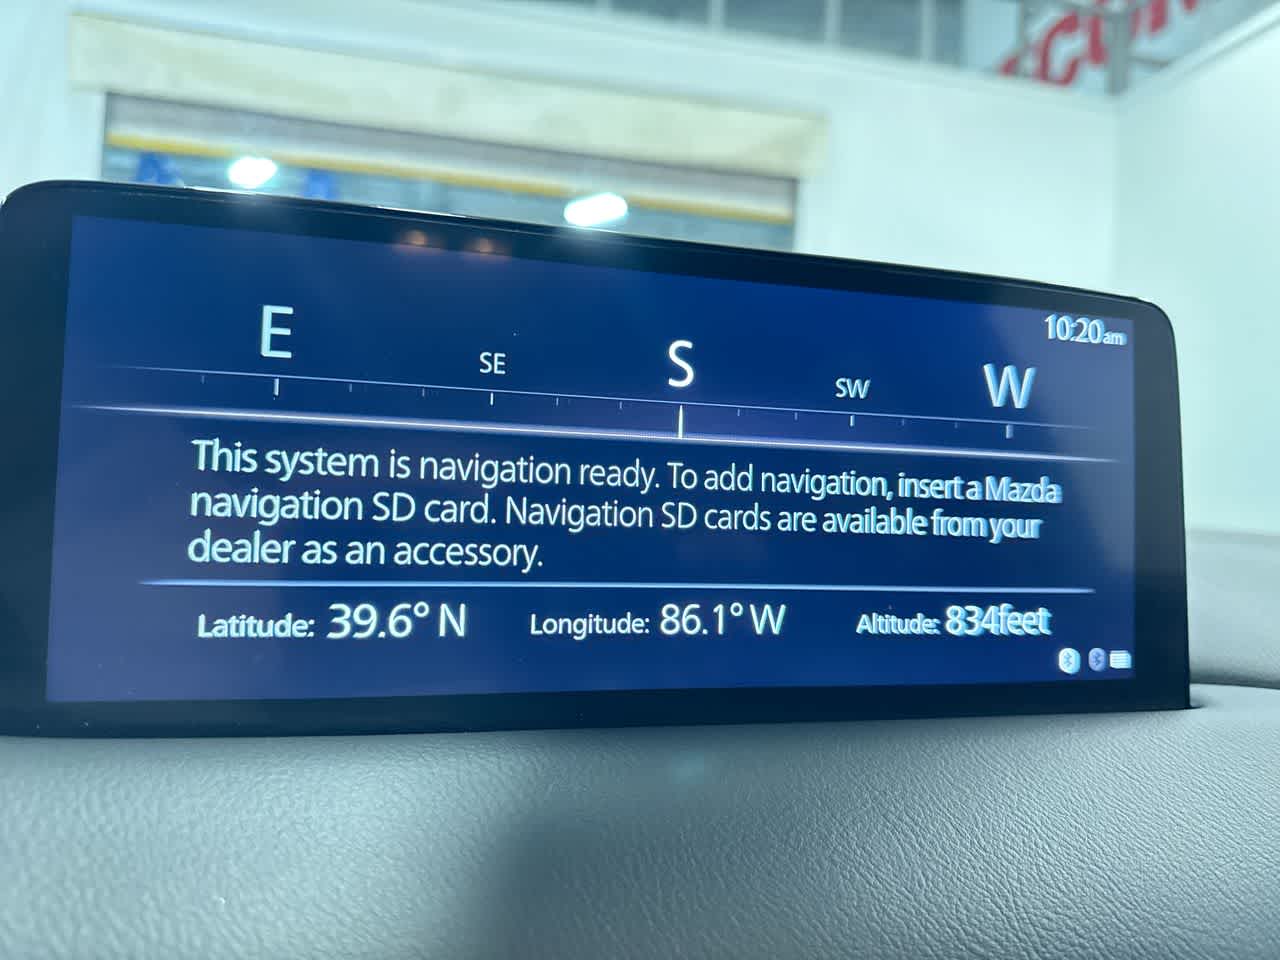 10:20am
E SE S SW W
This system is navigation ready. To add navigation, insert a Mazda
navigation SD card. Navigation SD cards are available from your
dealer as an accessory.
Latitude: 39.6° N Longitude: 86.1° W Altitude: 834feet